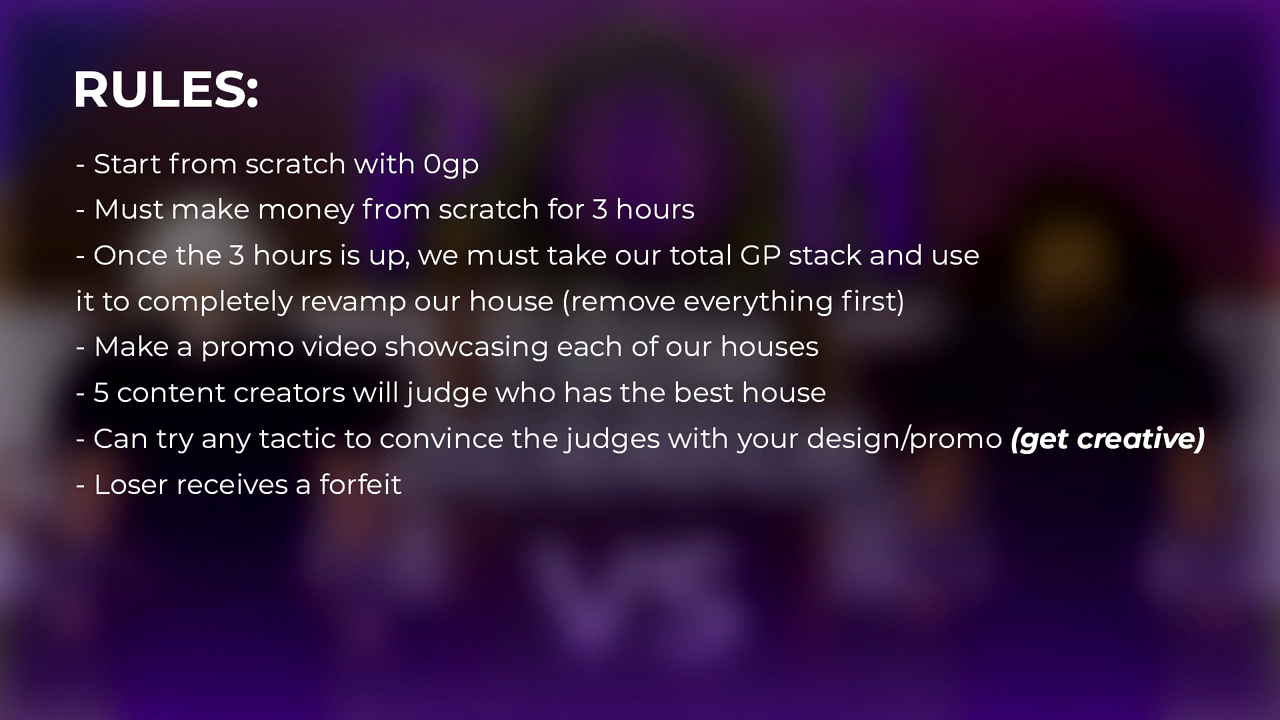 RULES:
- Start from scratch with 0gp
- Must make money from scratch for 3 hours
- Once the 3 hours is up, we must take our total GP stack and use
it to completely revamp our house (remove everything first)
- Make a promo video showcasing each of our houses
- 5 content creators will judge who has the best house
- Can try any tactic to convince the judges with your design/promo (get creative)
- Loser receives a forfeit
VS